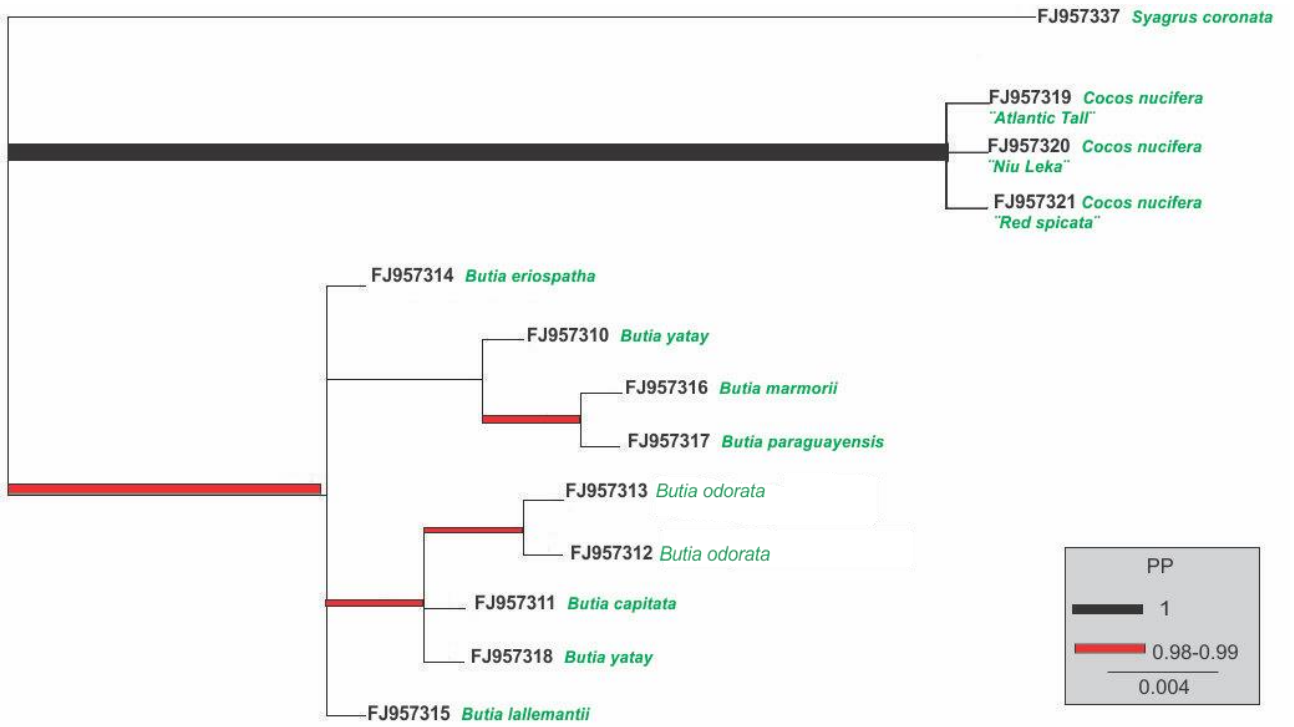 FJ957337 Syagrus coronata
FJ957319 Cocos nucifera
¨Atlantic Tall¨
FJ957320 Cocos nucifera
¨Niu Leka¨
FJ957321 Cocos nucifera
¨Red spicata¨
FJ957314 Butia eriospatha
FJ957310 Butia yatay
FJ957316 Butia marmorii
FJ957317 Butia paraguayensis
FJ957313 Butia odorata
FJ957312 Butia odorata
FJ957311 Butia capitata
FJ957318 Butia yatay
FJ957315 Butia lallemantii
PP
1
0.98-0.99
0.004